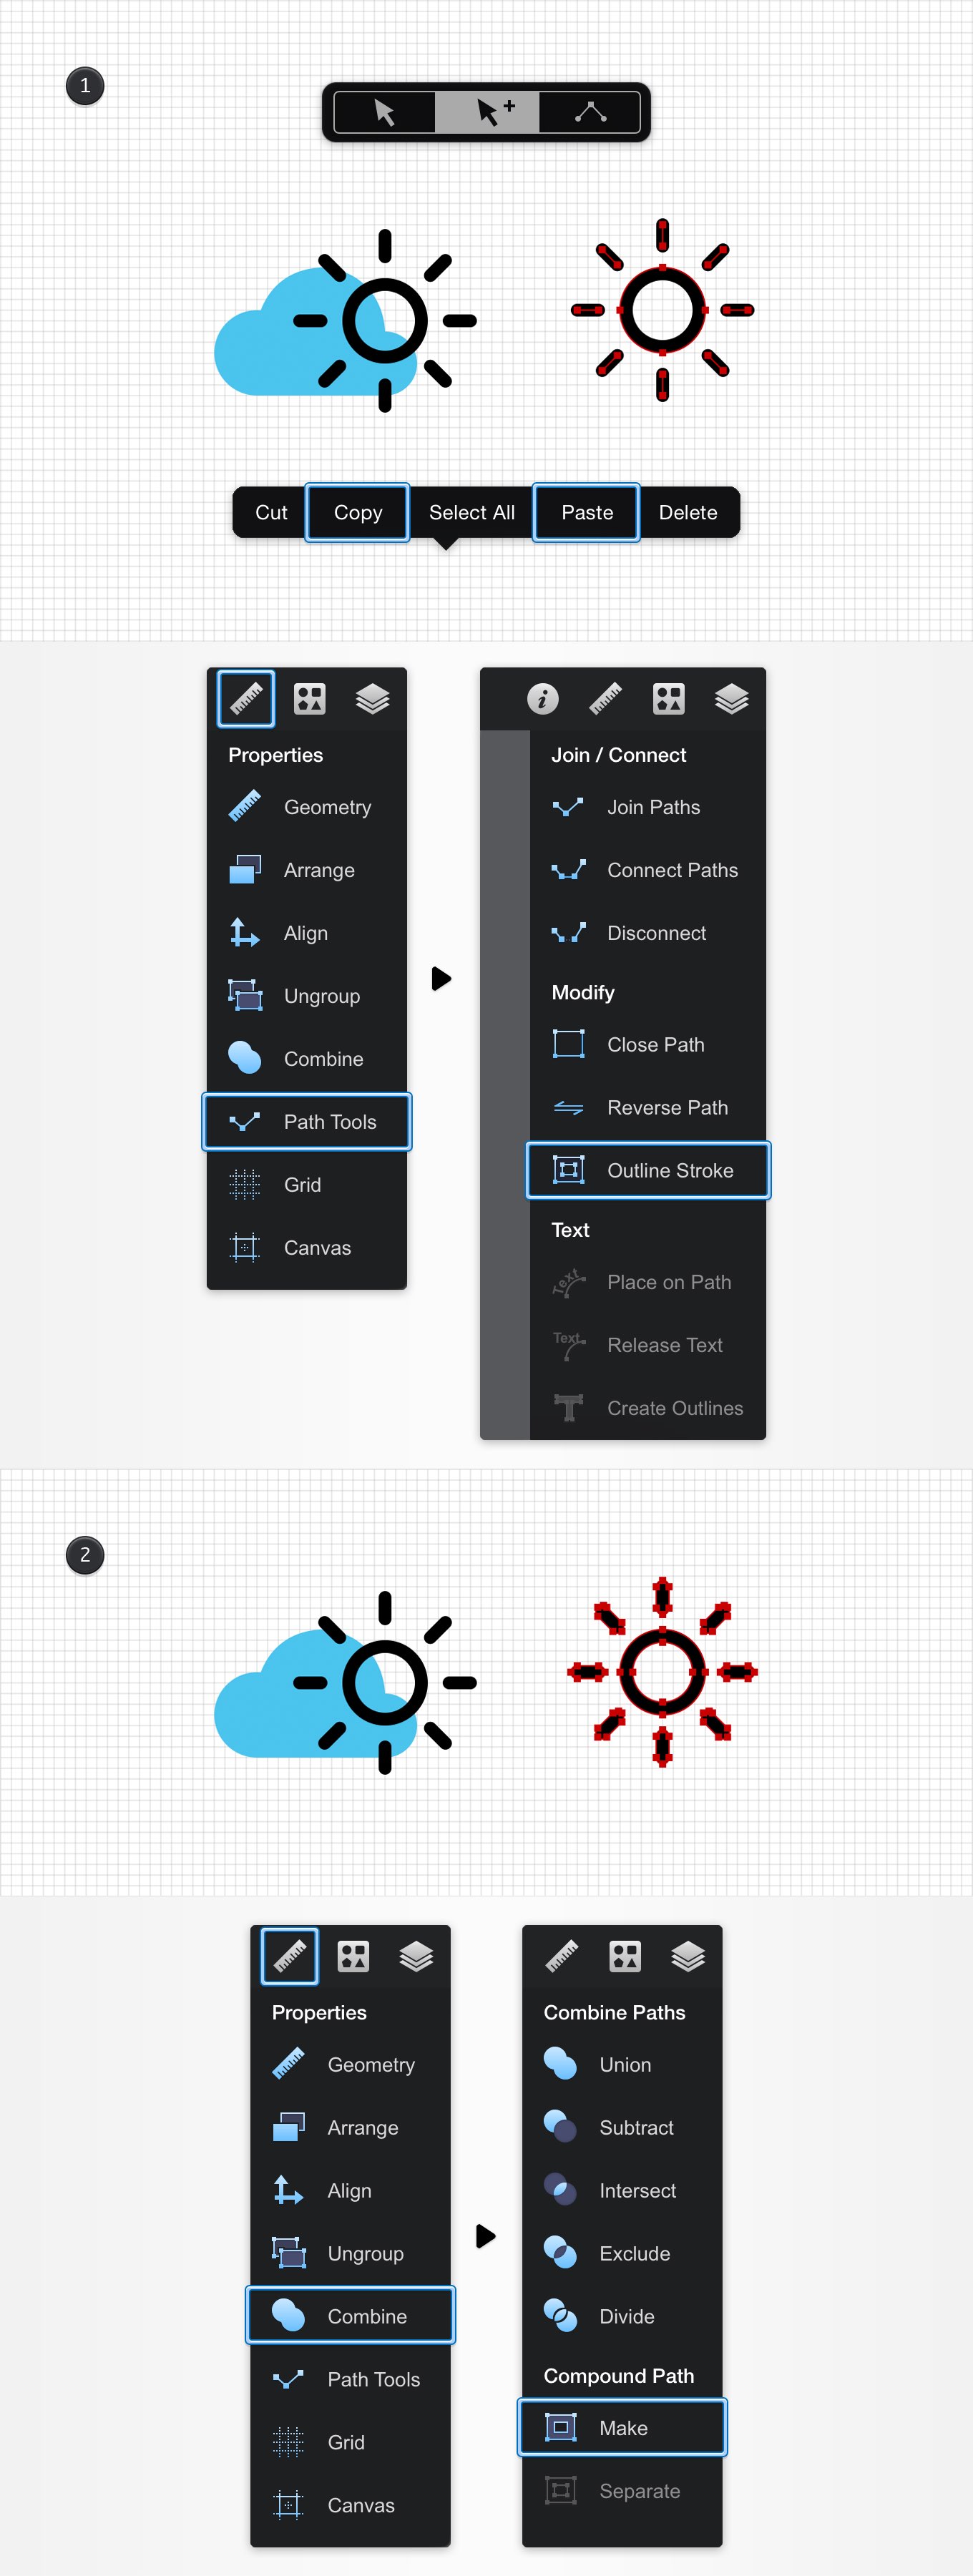 1
Cut Copy Select All Paste Delete
Properties
Geometry
Arrange
Align
Ungroup
Combine
Path Tools
Grid
Canvas
Join / Connect
Join Paths
Connect Paths
Disconnect
Modify
Close Path
Reverse Path
Outline Stroke
Text
Text
Place on Path
Text
Release Text
Create Outlines
2
Properties
Geometry
Arrange
Align
Ungroup
Combine
Path Tools
Grid
Canvas
Combine Paths
Union
Subtract
Intersect
Exclude
Divide
Compound Path
Make
Separate